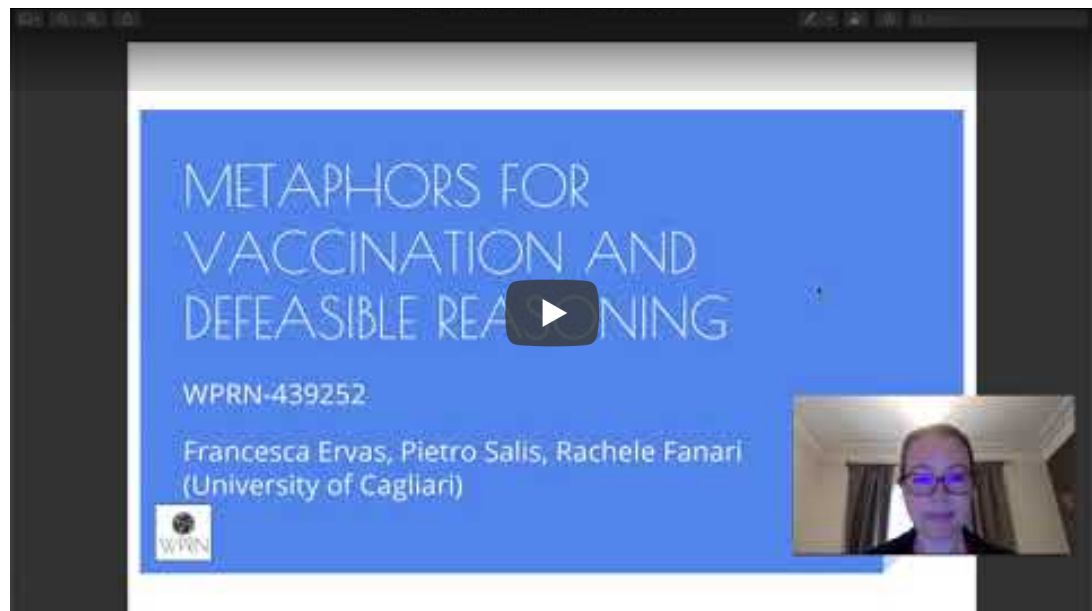 METAPHORS FOR
VACCINATION AND
DEFEASIBLE REASONING
WPRN-439252
Francesca Ervas, Pietro Salis, Rachele Fanari
(University of Cagliari)
WPRN